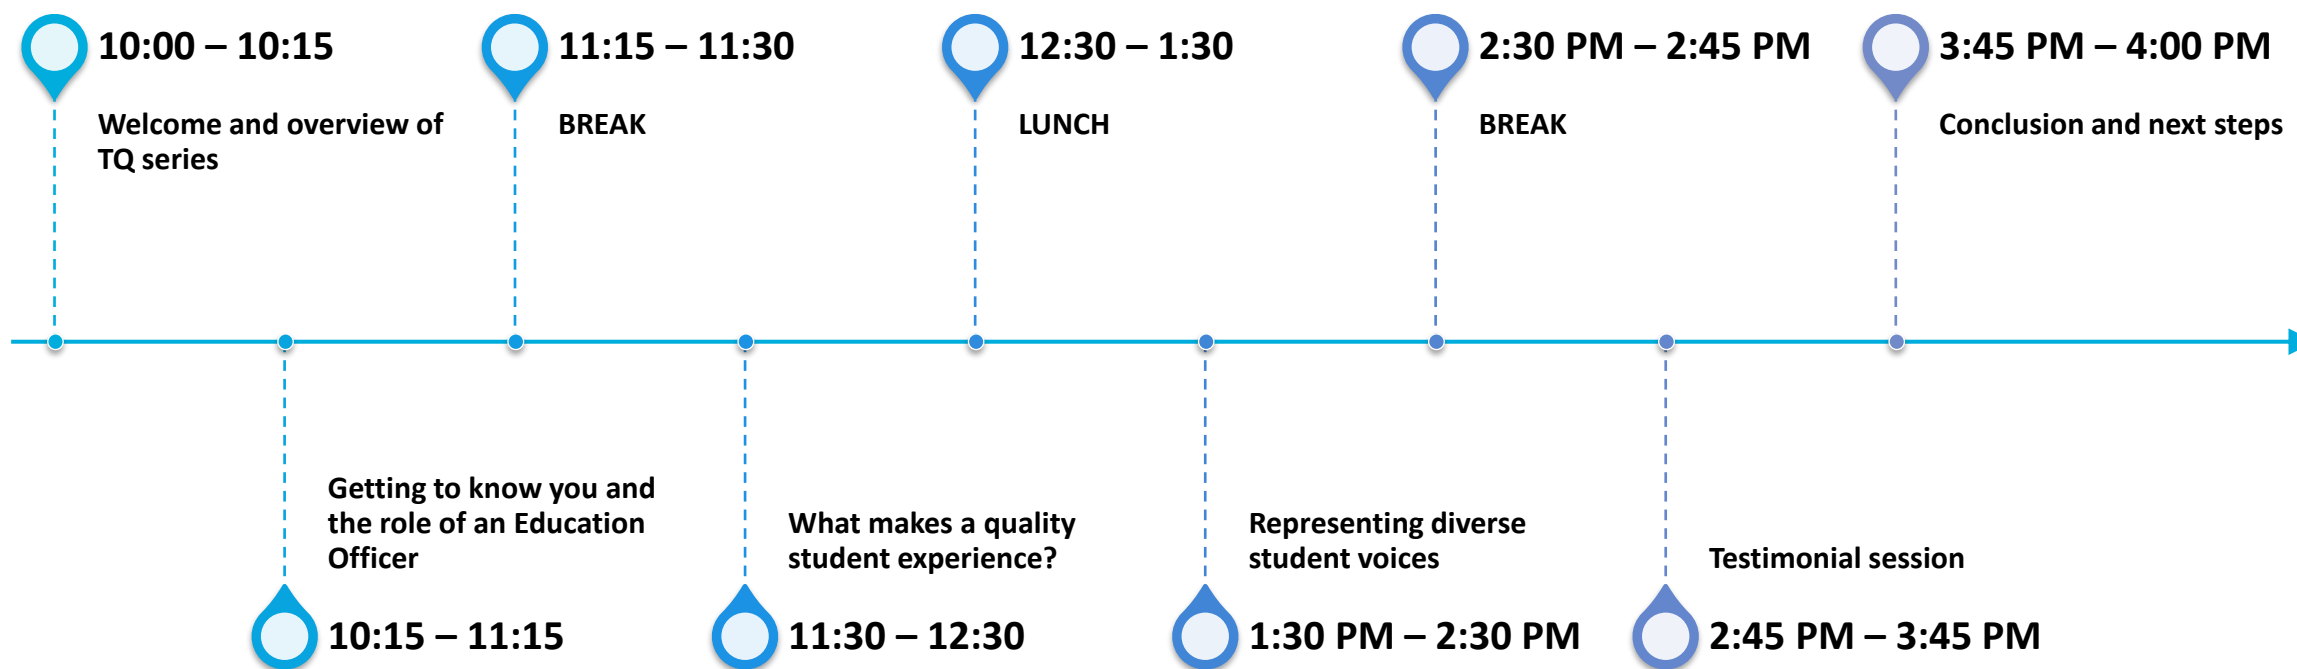 10:00 – 10:15
Welcome and overview of
TQ series
Getting to know you and
the role of an Education
Officer
10:15 – 11:15
11:15 – 11:30
BREAK
What makes a quality
student experience?
11:30 – 12:30
12:30 – 1:30
LUNCH
Representing diverse
student voices
1:30 PM – 2:30 PM
2:30 PM – 2:45 PM
BREAK
Testimonial session
2:45 PM – 3:45 PM
3:45 PM – 4:00 PM
Conclusion and next steps